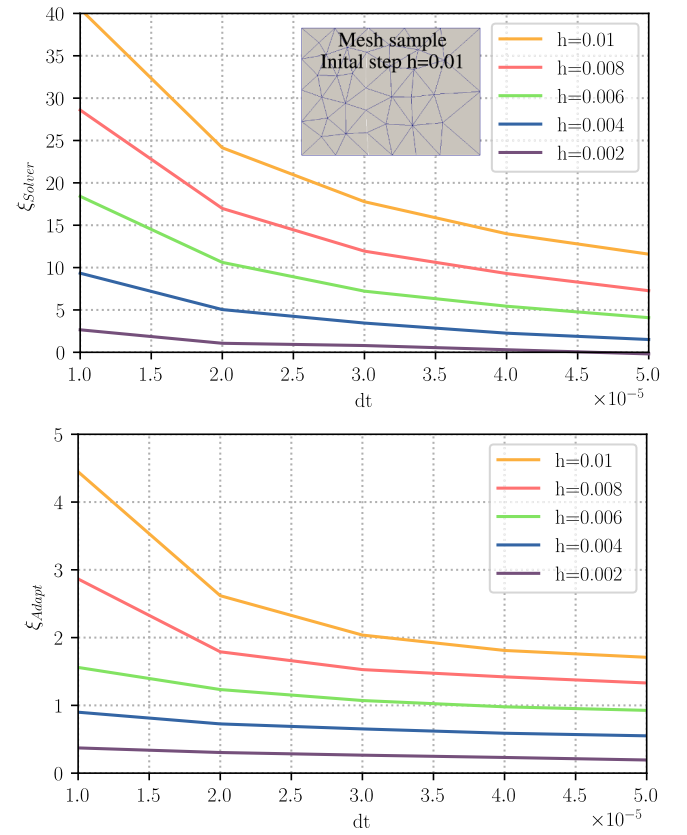 40
35
30
25
20
15
10
5
0
ξSolver
Mesh sample
Inital step h=0.01
h=0.01
h=0.008
h=0.006
h=0.004
h=0.002
1.0 1.5 2.0 2.5 3.0 3.5 4.0 4.5 5.0
dt
×10⁻⁵
5
4
3
2
1
0
ξAdapt
h=0.01
h=0.008
h=0.006
h=0.004
h=0.002
1.0 1.5 2.0 2.5 3.0 3.5 4.0 4.5 5.0
dt
×10⁻⁵